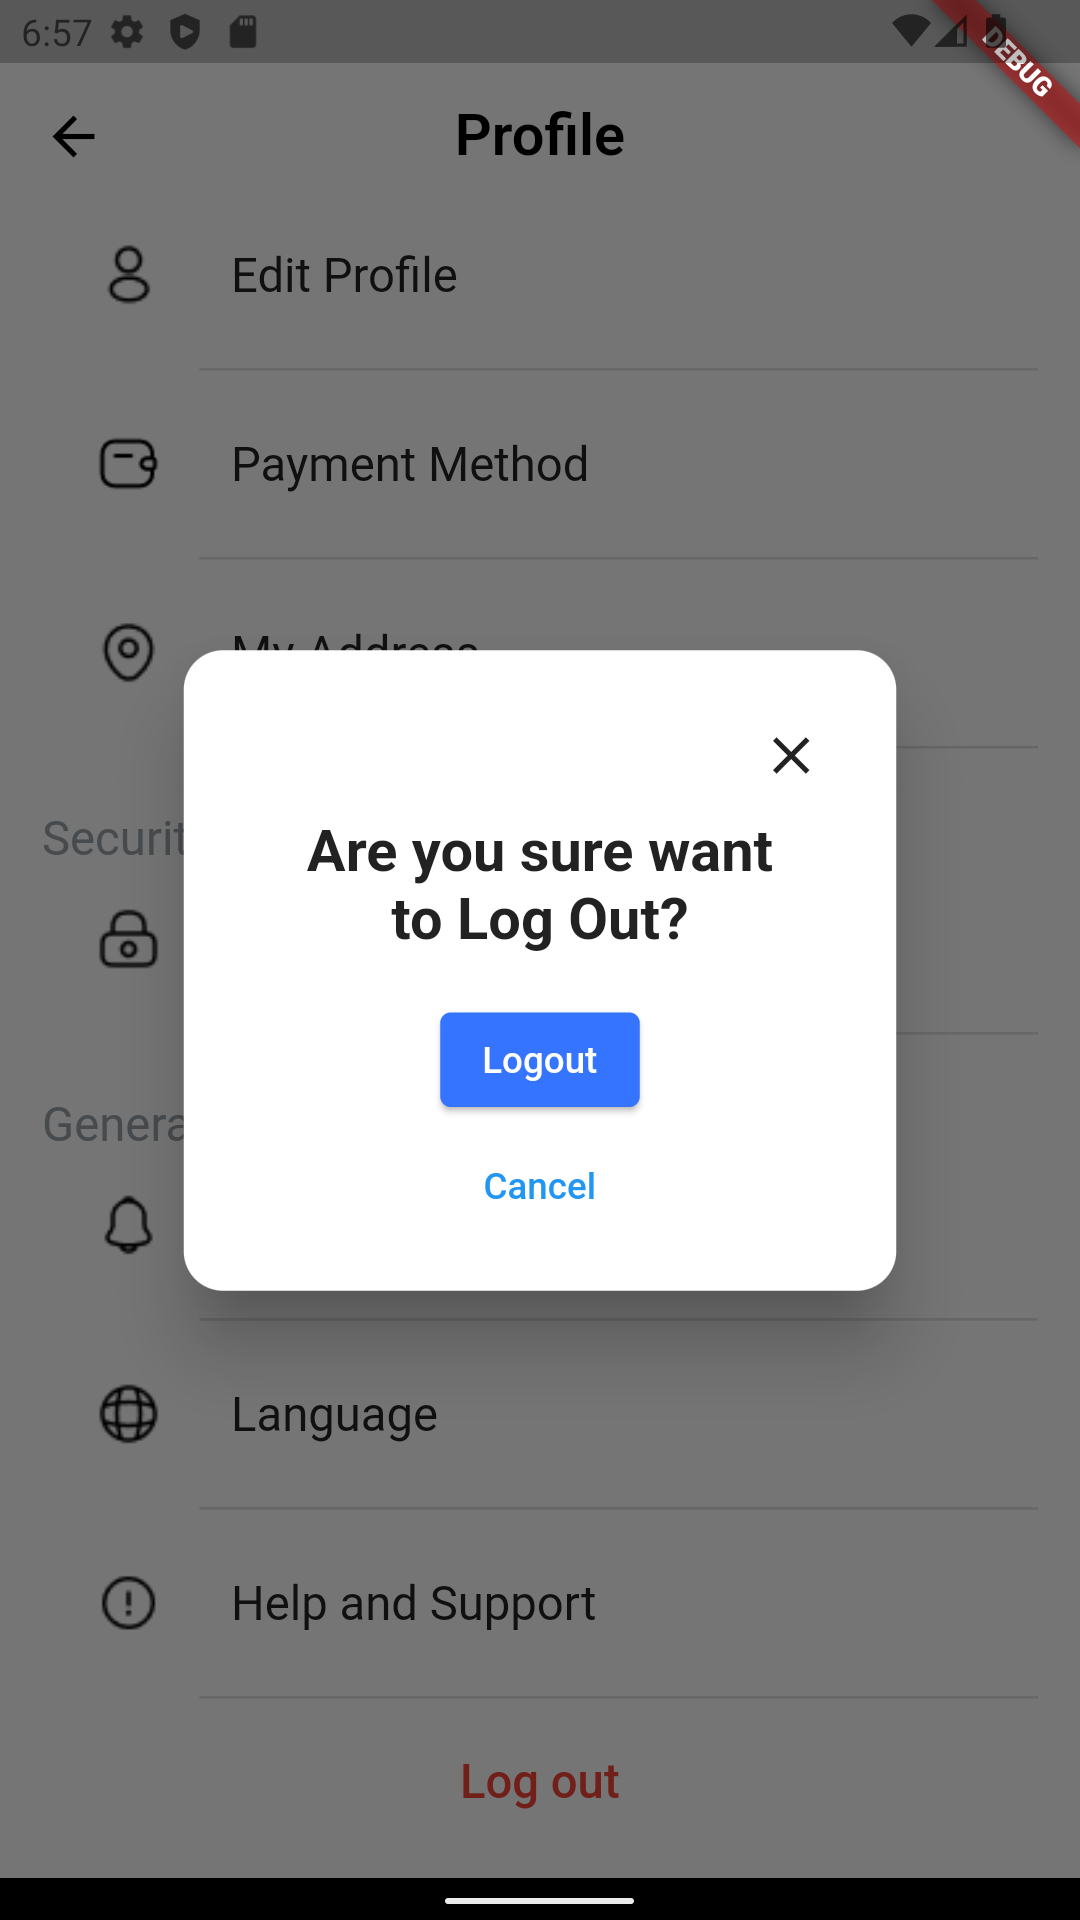 6:57
DEBUG
Profile
Edit Profile
Payment Method
My Address
Securit
Are you sure want
to Log Out?
Logout
Genera
Cancel
Language
Help and Support
Log out